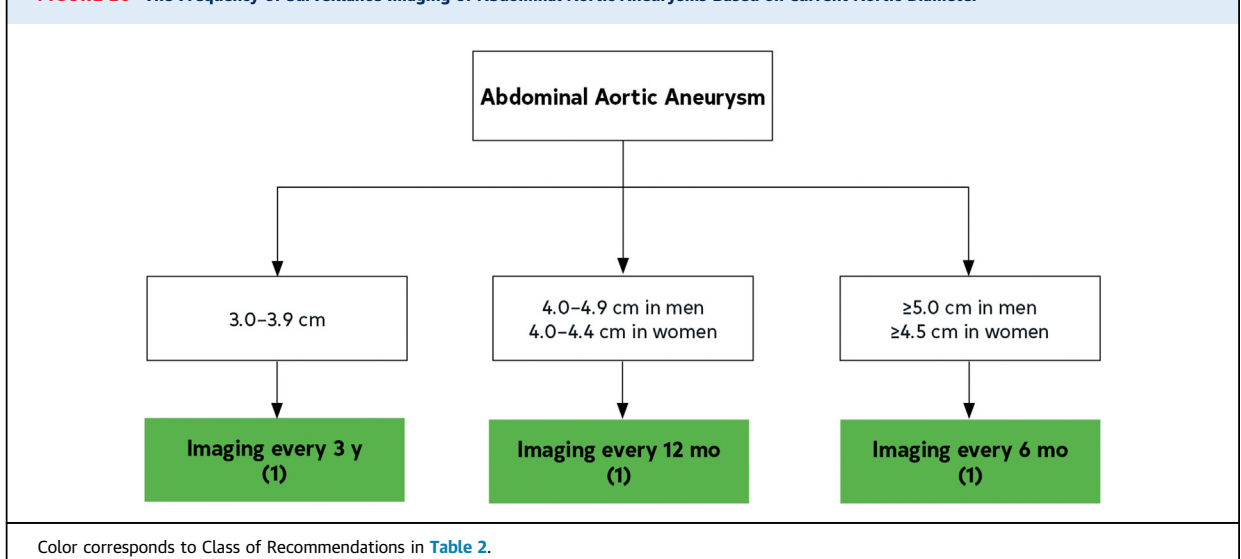 Abdominal Aortic Aneurysm
3.0–3.9 cm
4.0–4.9 cm in men
4.0–4.4 cm in women
≥5.0 cm in men
≥4.5 cm in women
Imaging every 3 y
(1)
Imaging every 12 mo
(1)
Imaging every 6 mo
(1)
Color corresponds to Class of Recommendations in Table 2.